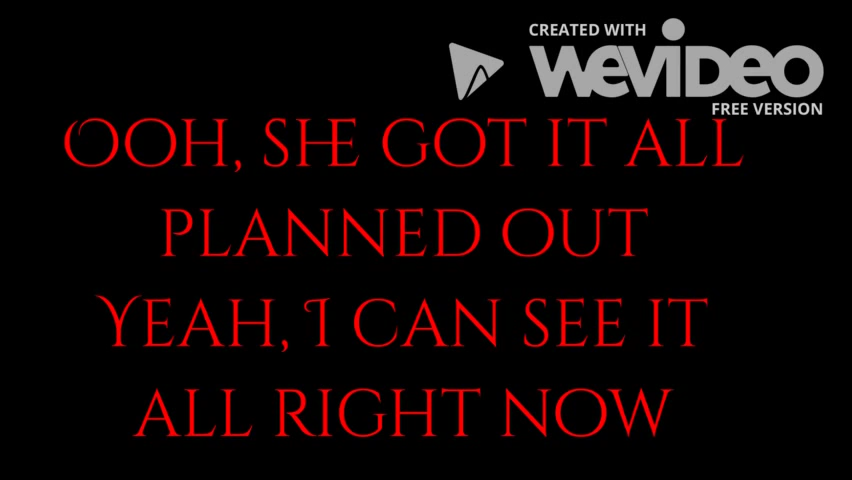 CREATED WITH
WEVIDEO
FREE VERSION
OOH, SHE GOT IT ALL
PLANNED OUT
YEAH, I CAN SEE IT
ALL RIGHT NOW